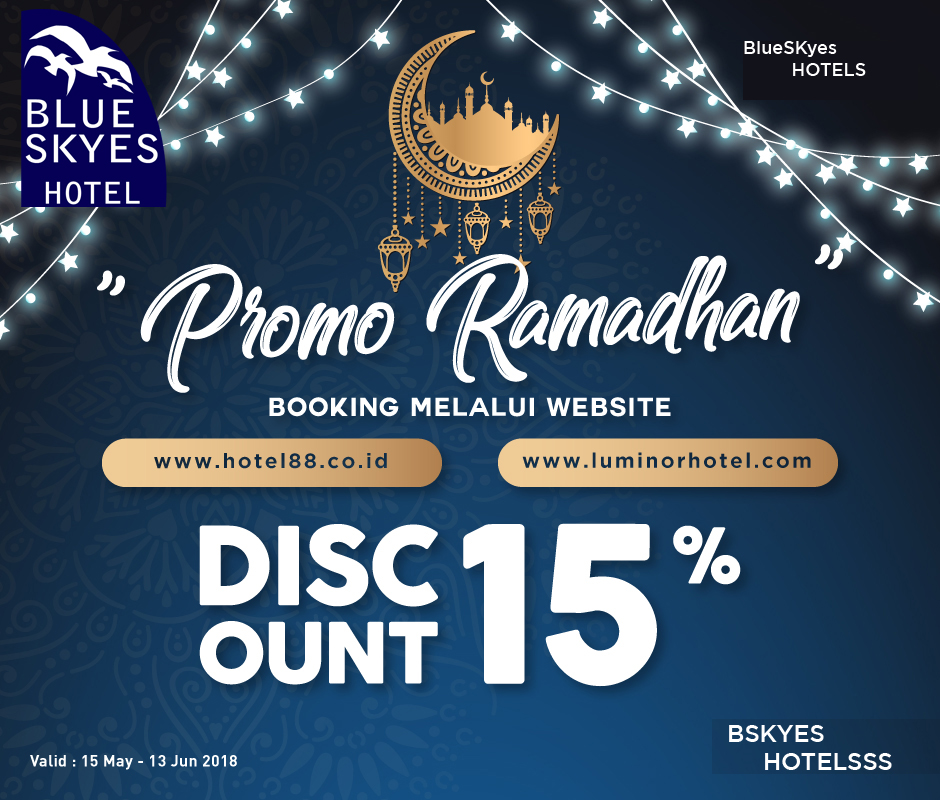 BLUE
SKYES
HOTEL
BlueSKyes
HOTELS
" Promo Ramadhan "
BOOKING MELALUI WEBSITE
www.hotel88.co.id
www.luminorhotel.com
DISC
OUNT
15%
Valid : 15 May - 13 Jun 2018
BSKYES
HOTELSSS